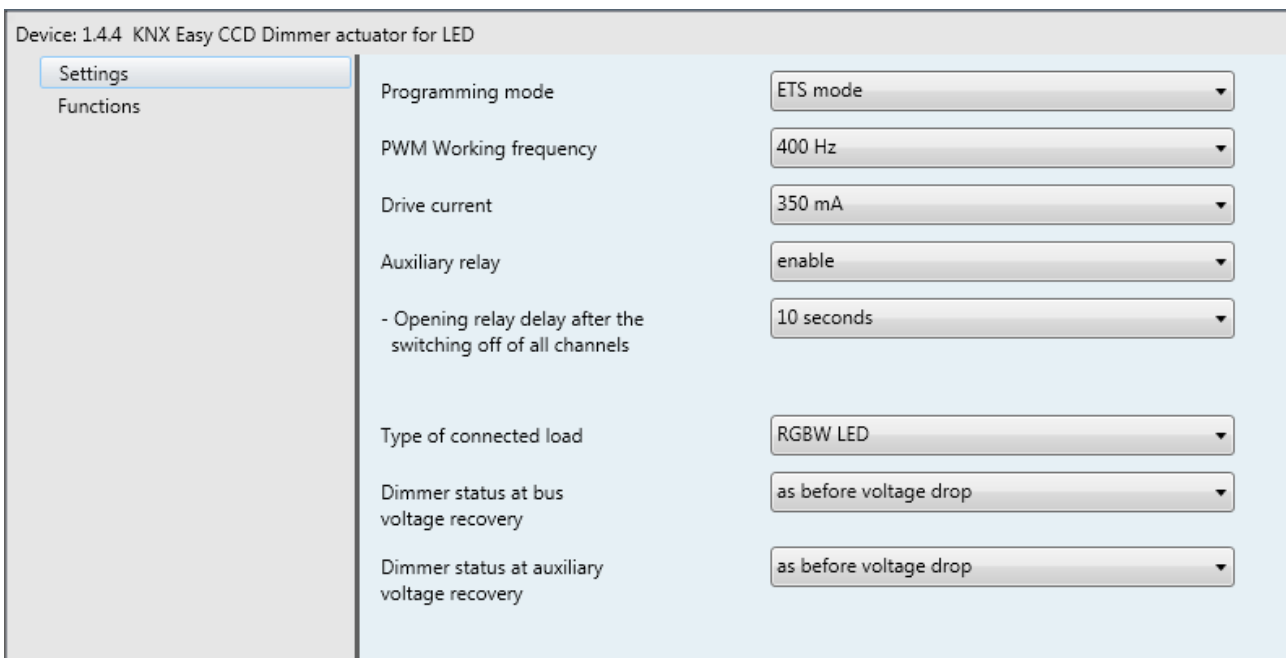 Device: 1.4.4  KNX Easy CCD Dimmer actuator for LED
Settings
Functions
Programming mode
ETS mode
PWM Working frequency
400 Hz
Drive current
350 mA
Auxiliary relay
enable
- Opening relay delay after the
switching off of all channels
10 seconds
Type of connected load
RGBW LED
Dimmer status at bus
voltage recovery
as before voltage drop
Dimmer status at auxiliary
voltage recovery
as before voltage drop